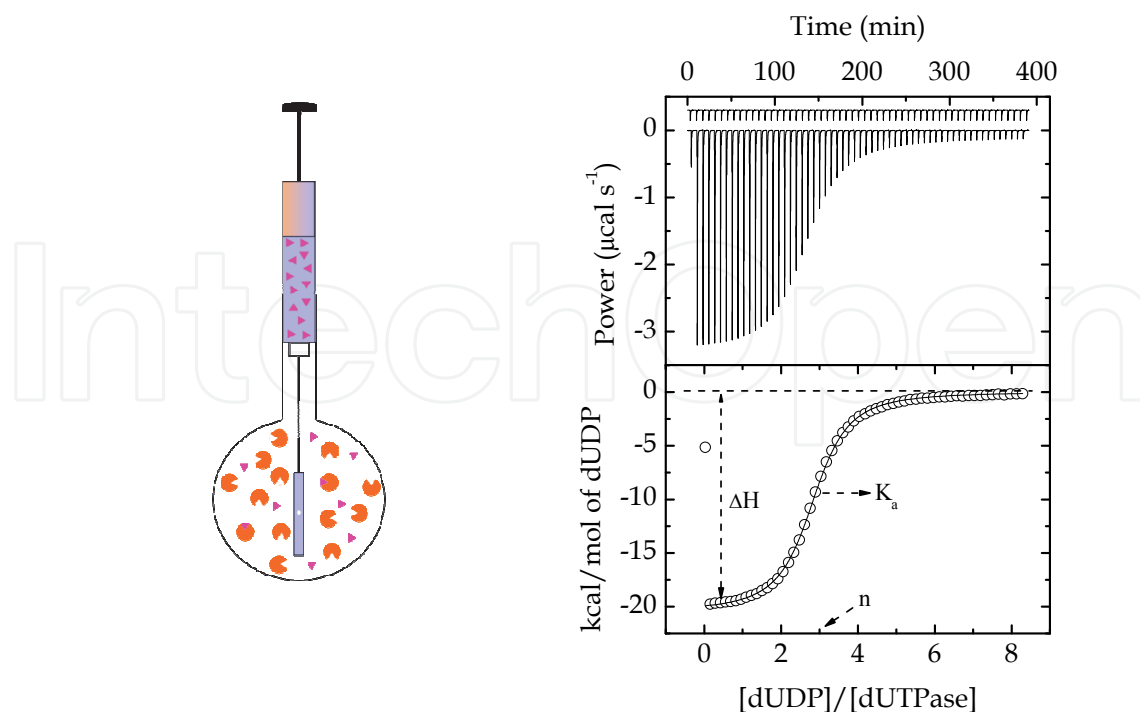 Time (min)
0 100 200 300 400
Power (µcal s⁻¹)
0
-1
-2
-3
IntechOpen
kcal/mol of dUDP
0
-5
-10
-15
-20
ΔH
Kₐ
n
0 2 4 6 8
[dUDP]/[dUTPase]